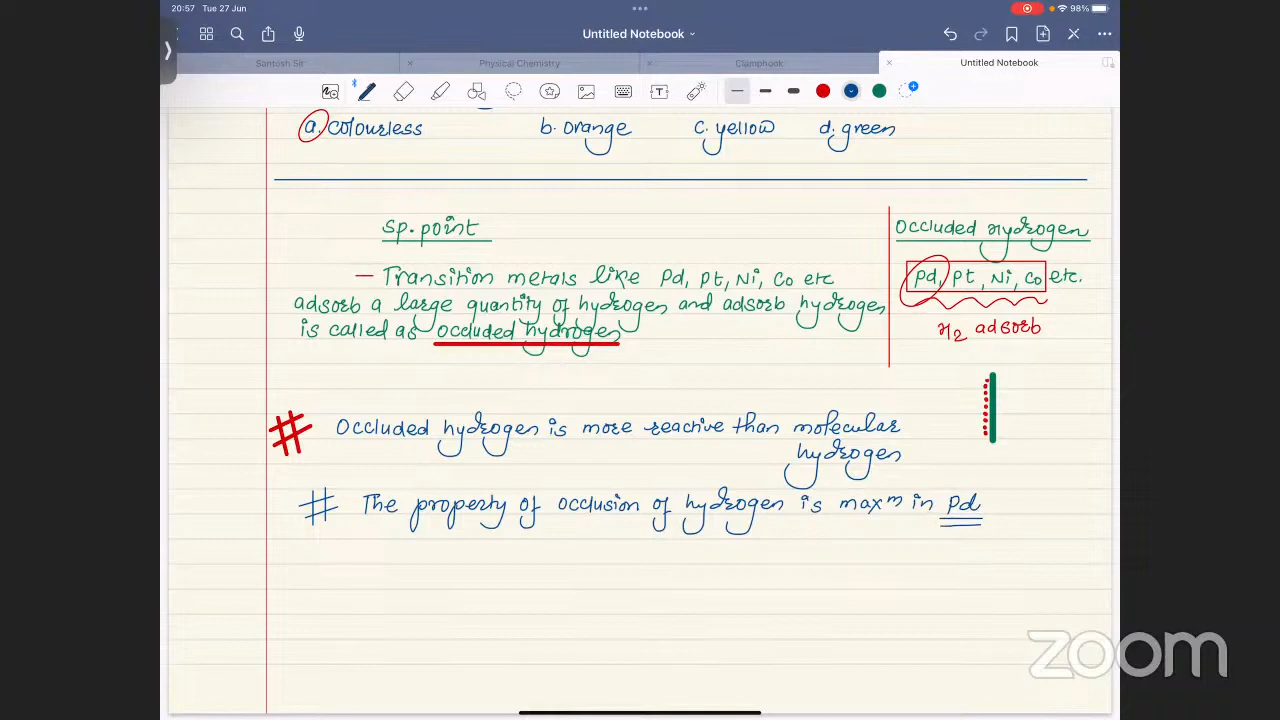 20:57 Tue 27 Jun
98%
Untitled Notebook
Santosh Sir
Physical Chemistry
Clamphook
Untitled Notebook
a. Colourless b. orange c. yellow d. green
Sp. point
— Transition metals like Pd, Pt, Ni, Co etc
adsorb a large quantity of hydrogen and adsorb hydrogen
is called as occluded hydrogen
Occluded Hydrogen
Pd, Pt, Ni, Co etc.
H2 adsorb
# Occluded hydrogen is more reactive than molecular
hydrogen
# The property of occlusion of hydrogen is maxm in Pd
zoom